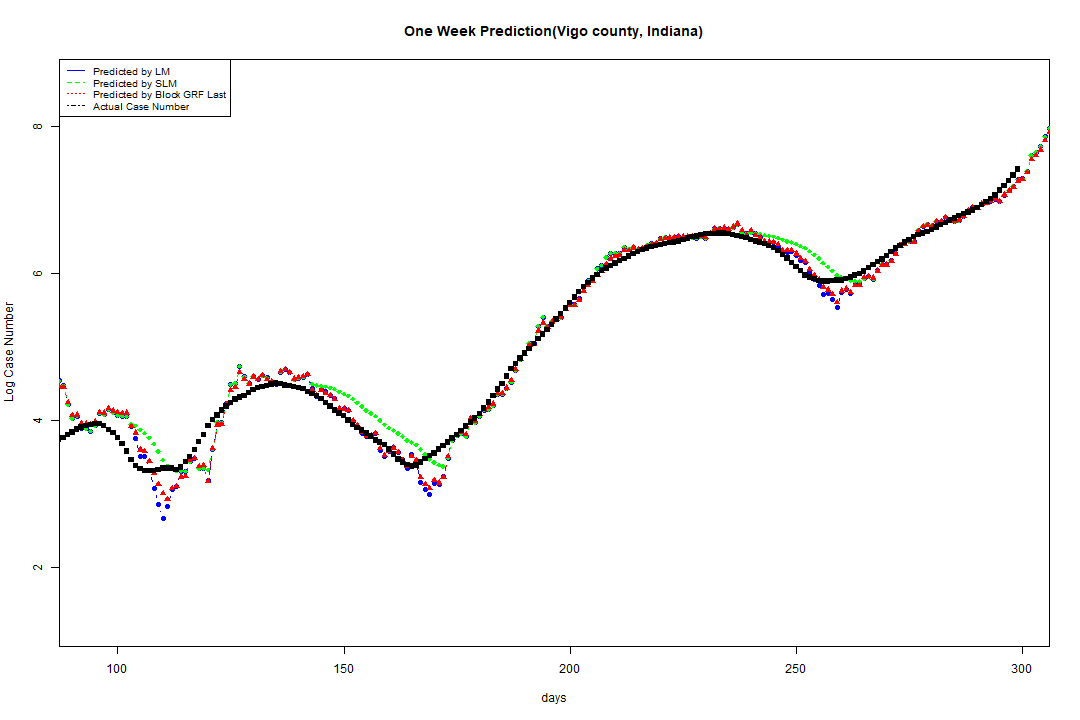 One Week Prediction(Vigo county, Indiana)
Predicted by LM
Predicted by SLM
Predicted by Block GRF Last
Actual Case Number
8
6
4
2
Log Case Number
100 150 200 250 300
days